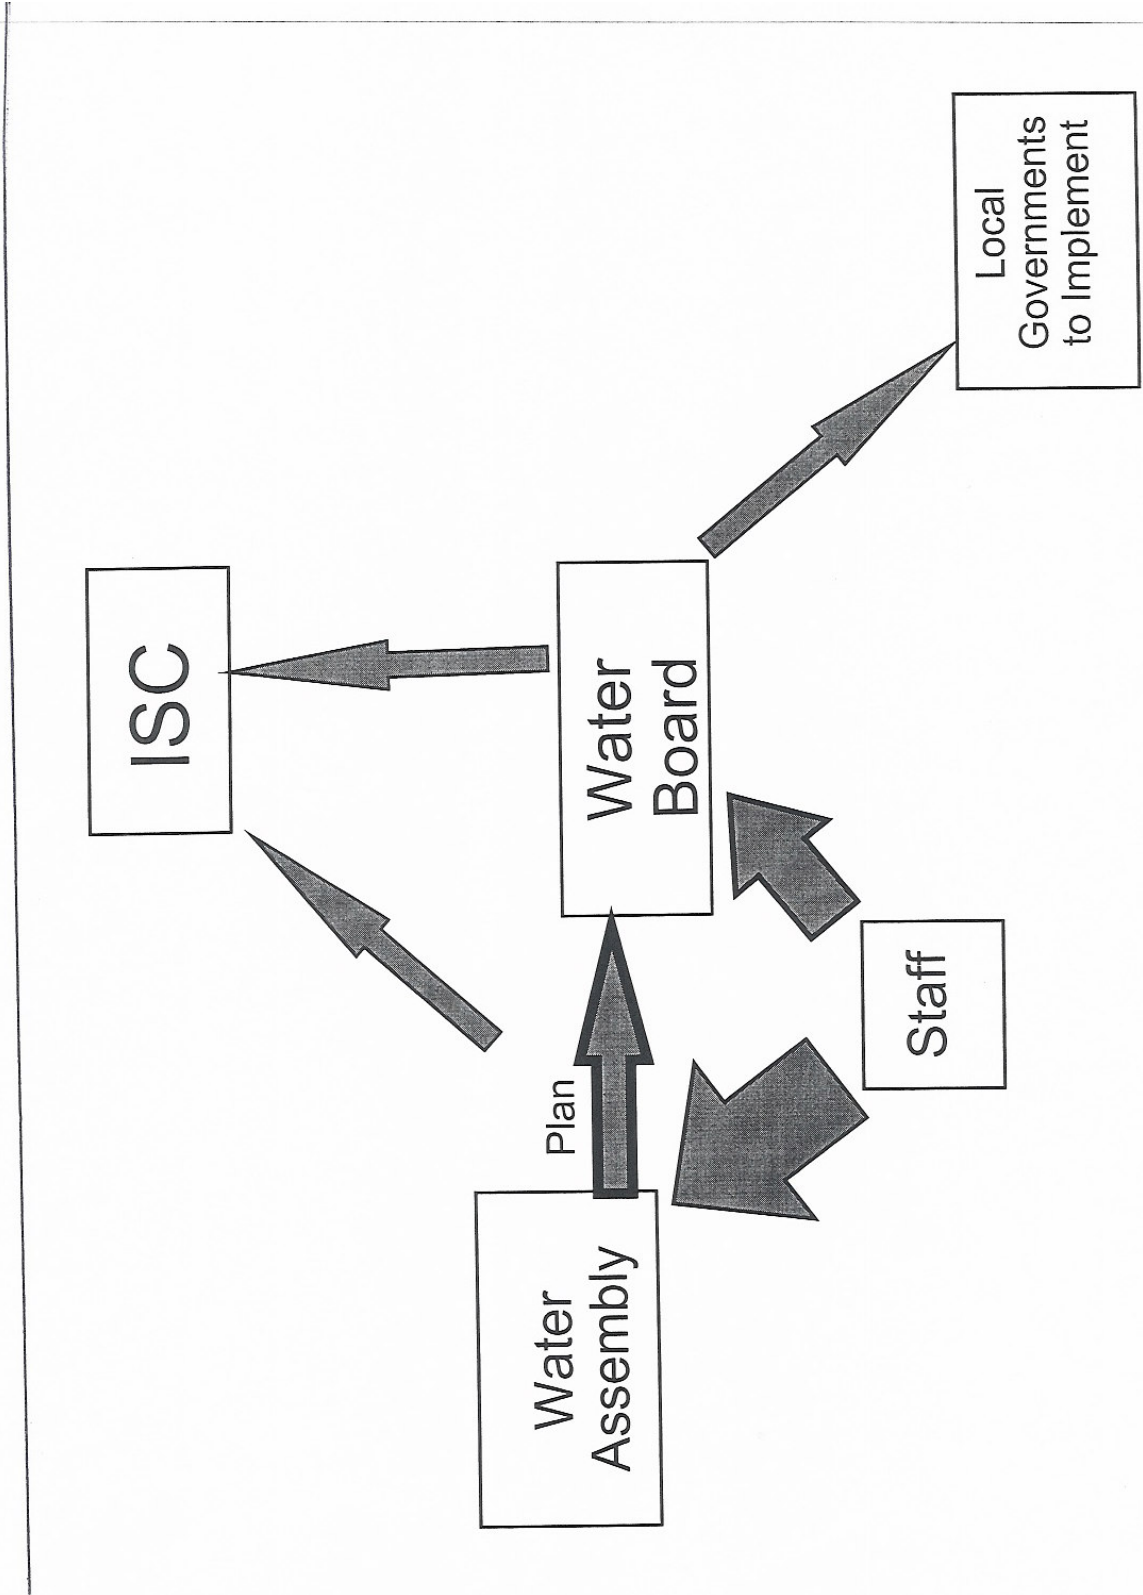 ISC
Water
Assembly
Plan
Water
Board
Staff
Local
Governments
to Implement